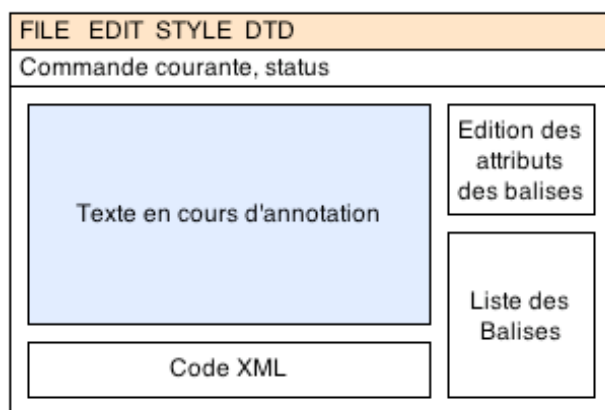 FILE EDIT STYLE DTD
Commande courante, status
Texte en cours d'annotation
Edition des
attributs
des balises
Liste des
Balises
Code XML